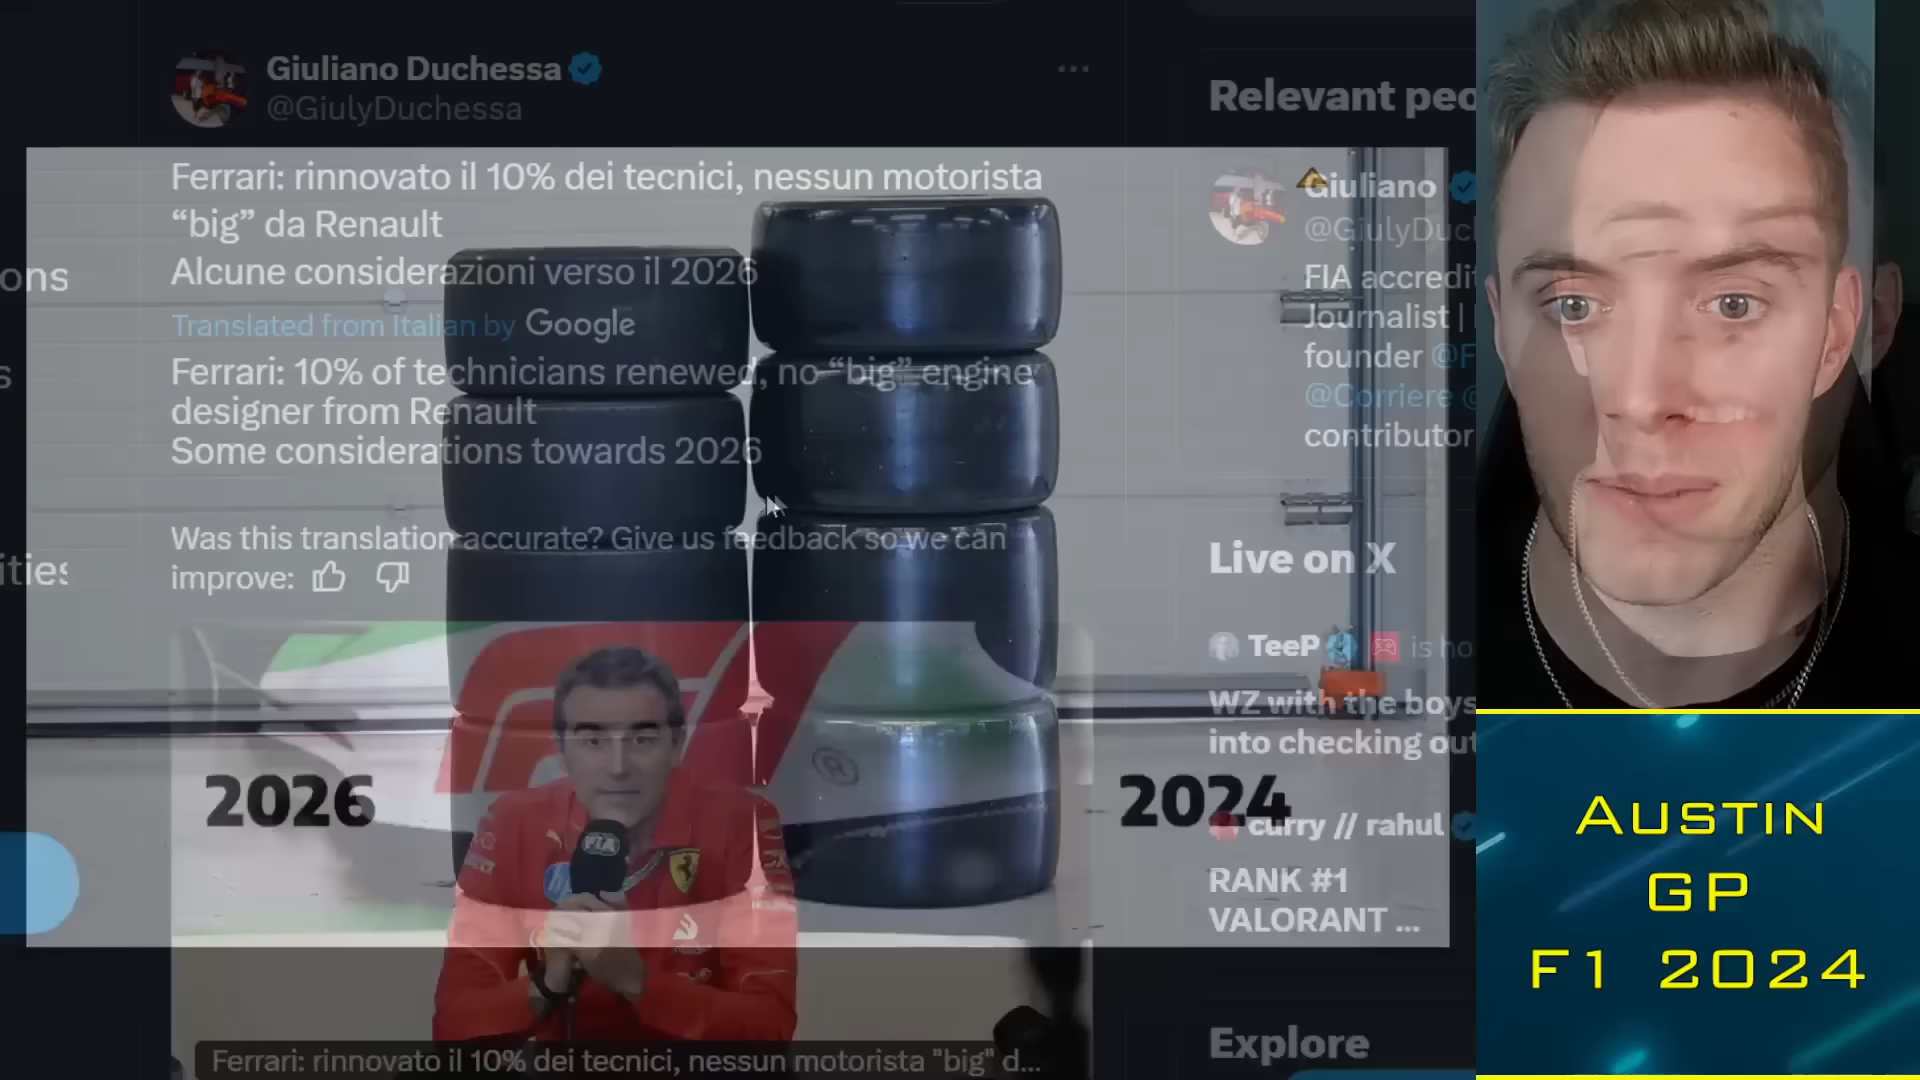 Giuliano Duchessa
@GiulyDuchessa
Ferrari: rinnovato il 10% dei tecnici, nessun motorista
“big” da Renault
Alcune considerazioni verso il 2026
Translated from Italian by Google
Ferrari: 10% of technicians renewed, no “big” engine
designer from Renault
Some considerations towards 2026
Was this translation accurate? Give us feedback so we can
improve:
2026
2024
FIA
hp
Ferrari: rinnovato il 10% dei tecnici, nessun motorista "big" d...
ons
s
ities
Relevant peo
Giuliano
@GiulyDuc
FIA accredit
Journalist |
founder @F
@Corriere @
contributor
Live on X
TeeP is ho
WZ with the boys
into checking out
curry // rahul
RANK #1
VALORANT ...
Explore
AUSTIN
GP
F1 2024